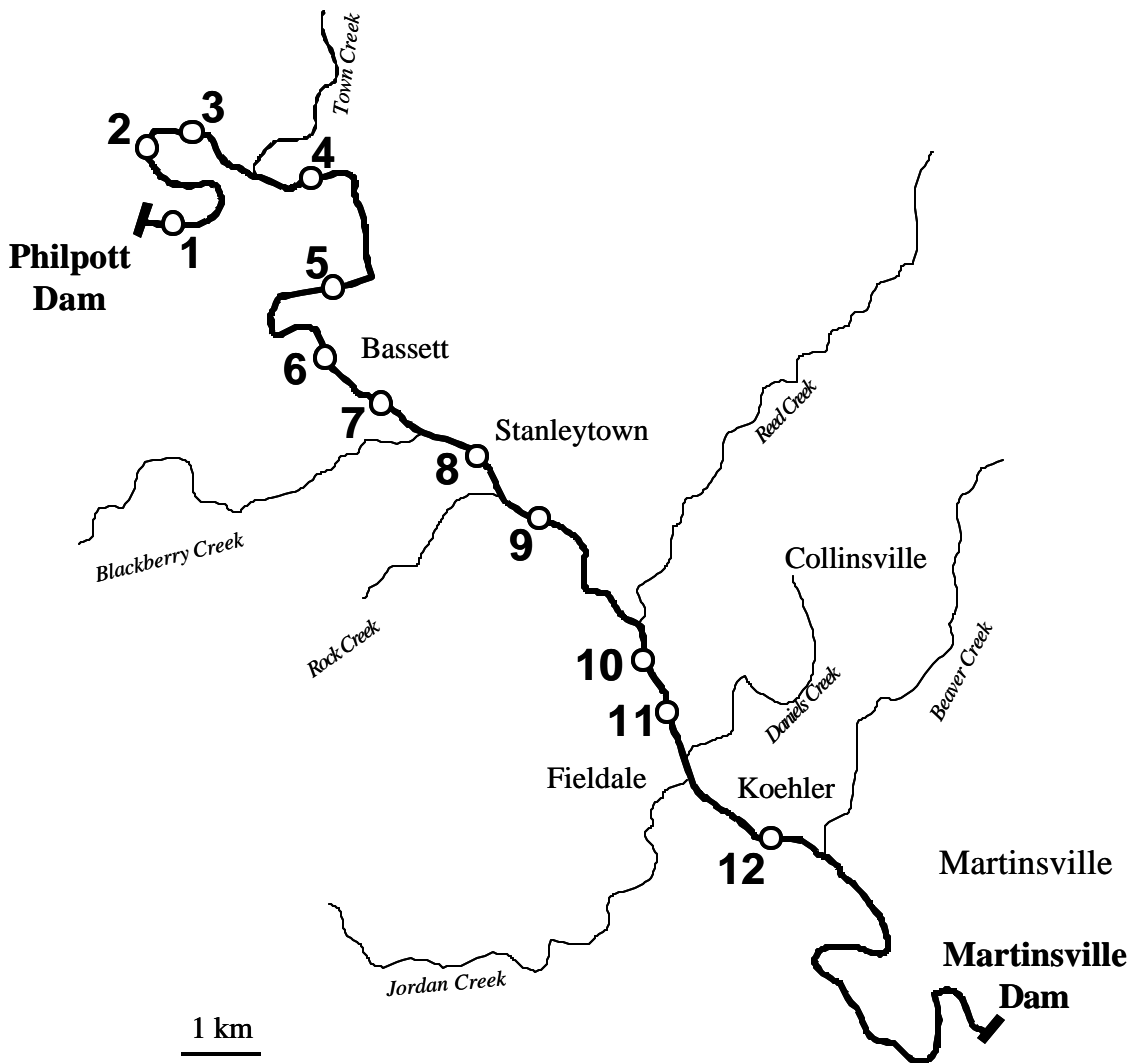 Town Creek
3
2
4
1
Philpott
Dam
5
Bassett
6
7
Reed Creek
Stanleytown
8
9
Blackberry Creek
Collinsville
Rock Creek
10
Beaver Creek
Daniels Creek
11
Fieldale
Koehler
12
Martinsville
Martinsville
Dam
Jordan Creek
1 km